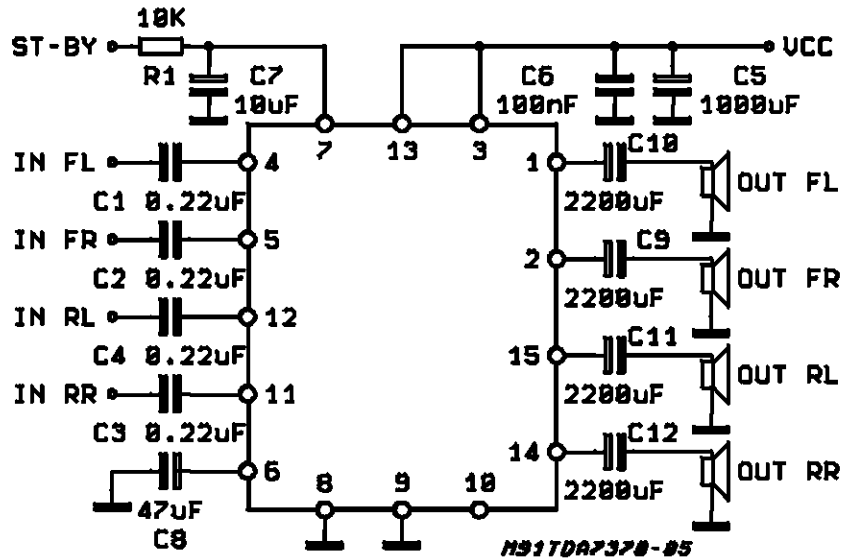 10K
ST-BY
R1
C7
10uF
C6
100nF
C5
1000uF
VCC
7
13
3
IN FL
4
C1 0.22uF
IN FR
5
C2 0.22uF
IN RL
12
C4 0.22uF
IN RR
11
C3 0.22uF
6
47uF
C8
8
9
10
1
C10
2200uF
OUT FL
2
C9
2200uF
OUT FR
15
C11
2200uF
OUT RL
14
C12
2200uF
OUT RR
M91TDA7370-05